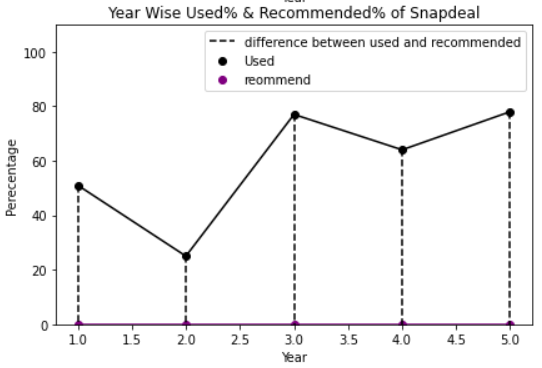 Year Wise Used% & Recommended% of Snapdeal
difference between used and recommended
Used
reommend
Perecentage
100
80
60
40
20
0
1.0 1.5 2.0 2.5 3.0 3.5 4.0 4.5 5.0
Year